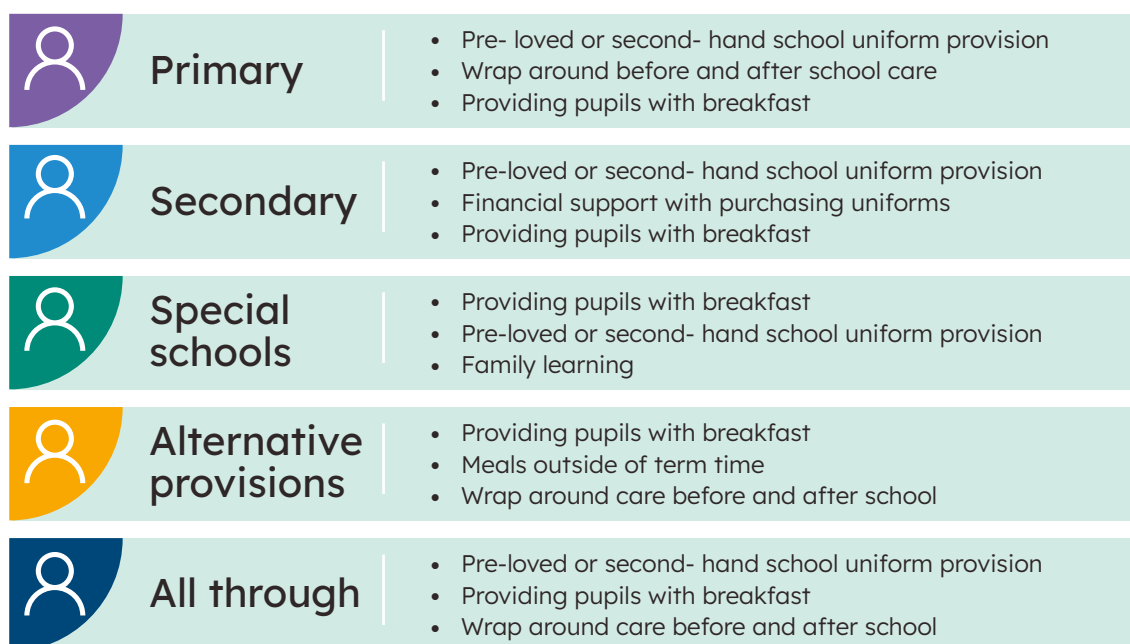 Primary
• Pre- loved or second- hand school uniform provision
• Wrap around before and after school care
• Providing pupils with breakfast
Secondary
• Pre-loved or second- hand school uniform provision
• Financial support with purchasing uniforms
• Providing pupils with breakfast
Special
schools
• Providing pupils with breakfast
• Pre-loved or second- hand school uniform provision
• Family learning
Alternative
provisions
• Providing pupils with breakfast
• Meals outside of term time
• Wrap around care before and after school
All through
• Pre-loved or second- hand school uniform provision
• Providing pupils with breakfast
• Wrap around care before and after school